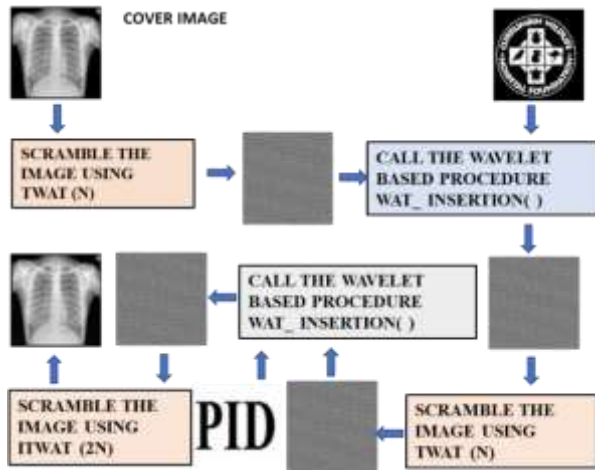 COVER IMAGE
SCRAMBLE THE
IMAGE USING
TWAT (N)
CALL THE WAVELET
BASED PROCEDURE
WAT_ INSERTION( )
CALL THE WAVELET
BASED PROCEDURE
WAT_ INSERTION( )
SCRAMBLE THE
IMAGE USING
ITWAT (2N)
PID
SCRAMBLE THE
IMAGE USING
TWAT (N)